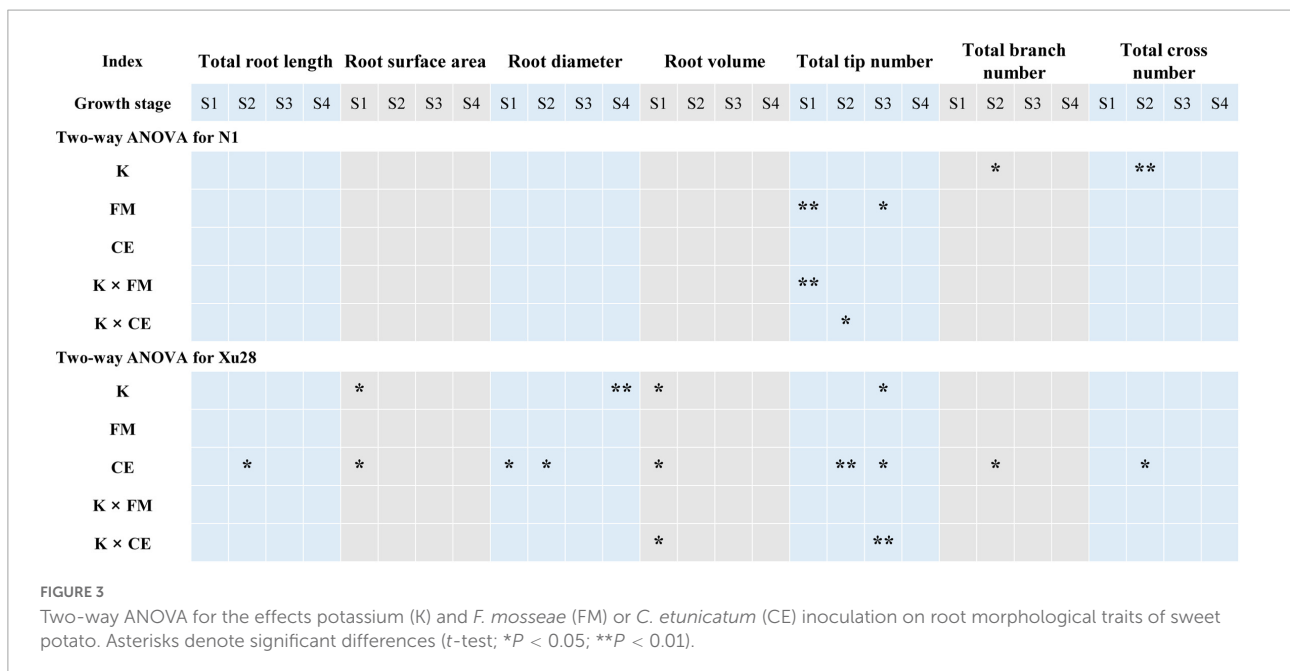 Index Total root length Root surface area Root diameter Root volume Total tip number Total branch number Total cross number
Growth stage S1 S2 S3 S4 S1 S2 S3 S4 S1 S2 S3 S4 S1 S2 S3 S4 S1 S2 S3 S4 S1 S2 S3 S4 S1 S2 S3 S4
Two-way ANOVA for N1
K * **
FM ** *
CE
K × FM **
K × CE *
Two-way ANOVA for Xu28
K * ** * *
FM
CE * * * * * ** * * *
K × FM
K × CE * **
FIGURE 3
Two-way ANOVA for the effects potassium (K) and F. mosseae (FM) or C. etunicatum (CE) inoculation on root morphological traits of sweet
potato. Asterisks denote significant differences (t-test; *P < 0.05; **P < 0.01).